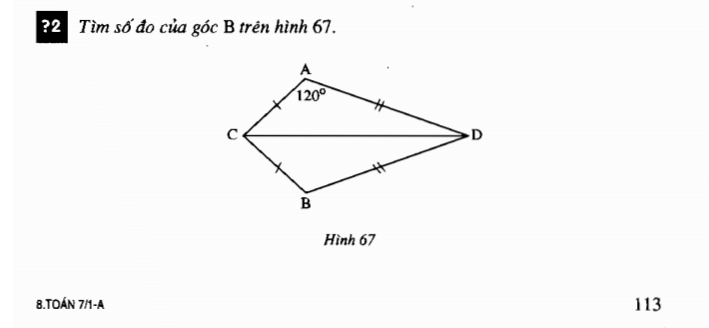 ?2 Tìm số đo của góc B trên hình 67.
A
120°
C
D
B
Hình 67
8.TOÁN 7/1-A
113